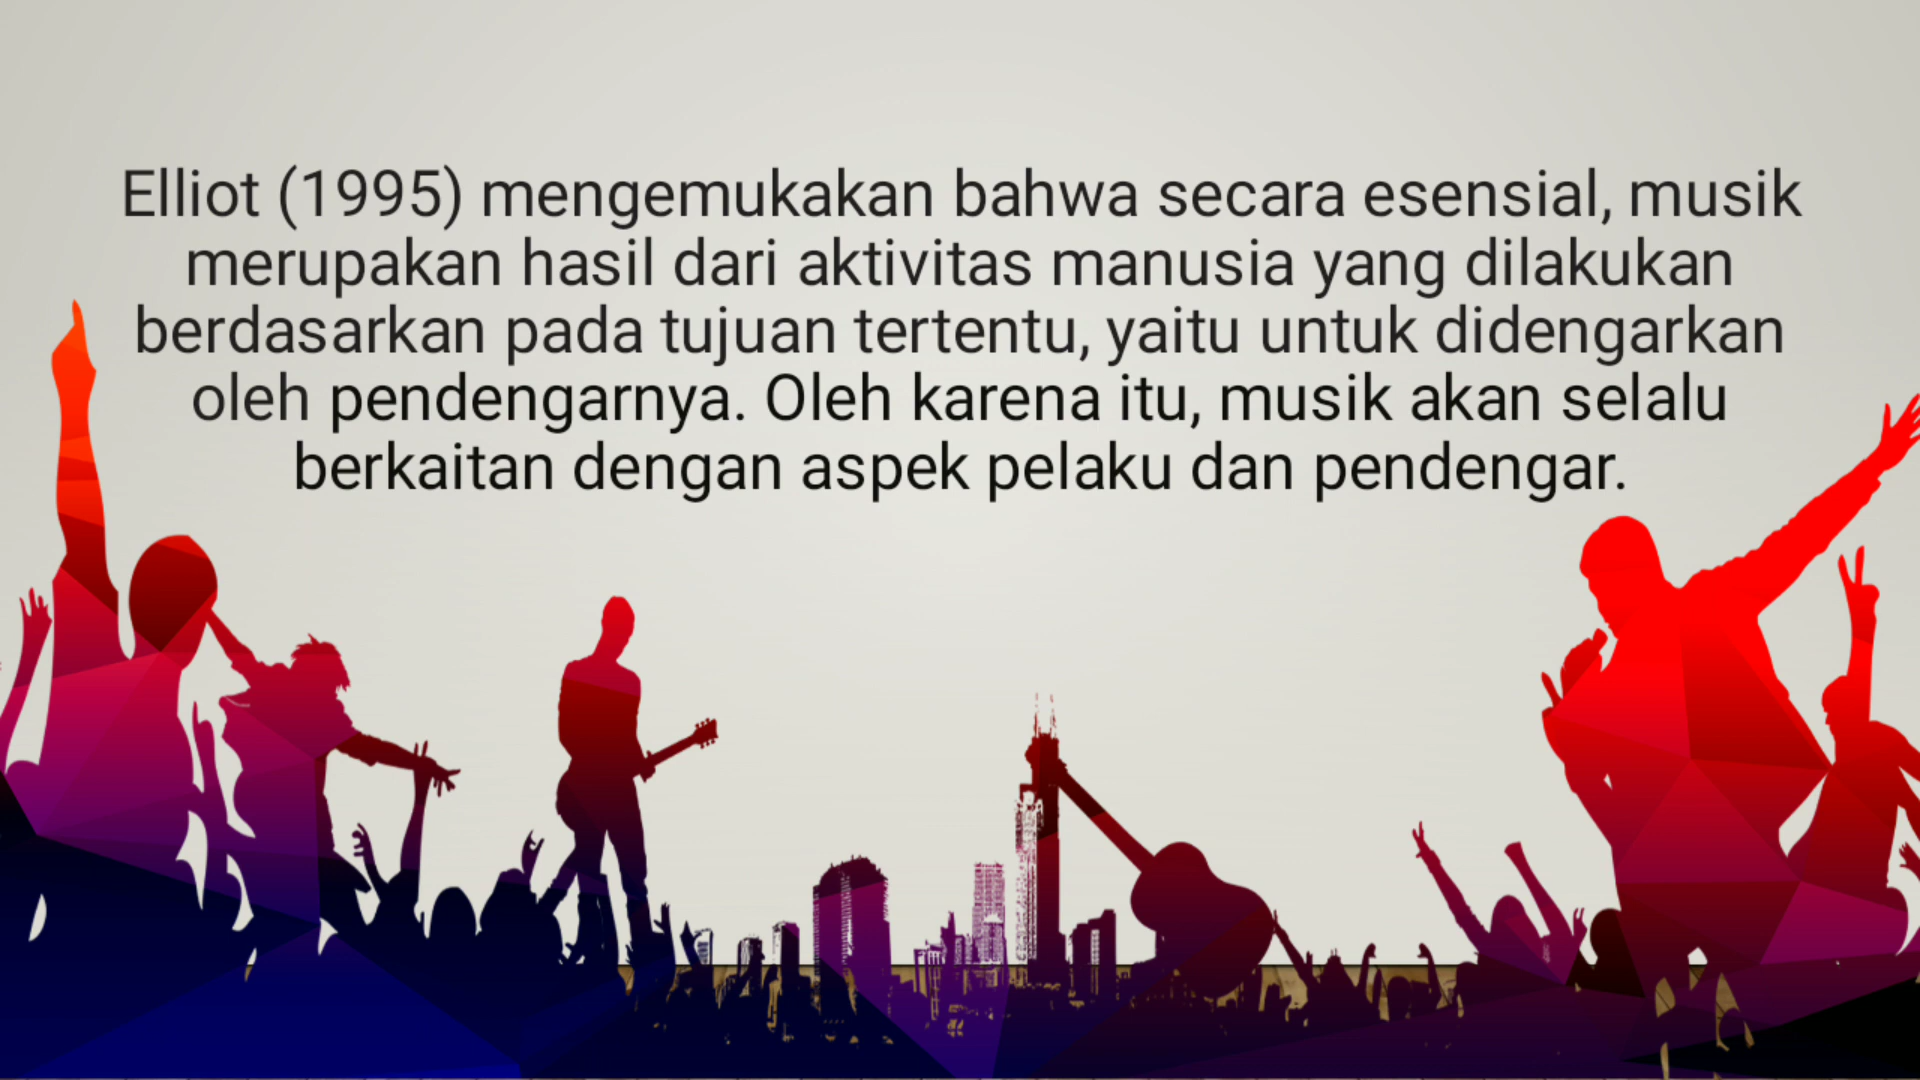 Elliot (1995) mengemukakan bahwa secara esensial, musik
merupakan hasil dari aktivitas manusia yang dilakukan
berdasarkan pada tujuan tertentu, yaitu untuk didengarkan
oleh pendengarnya. Oleh karena itu, musik akan selalu
berkaitan dengan aspek pelaku dan pendengar.